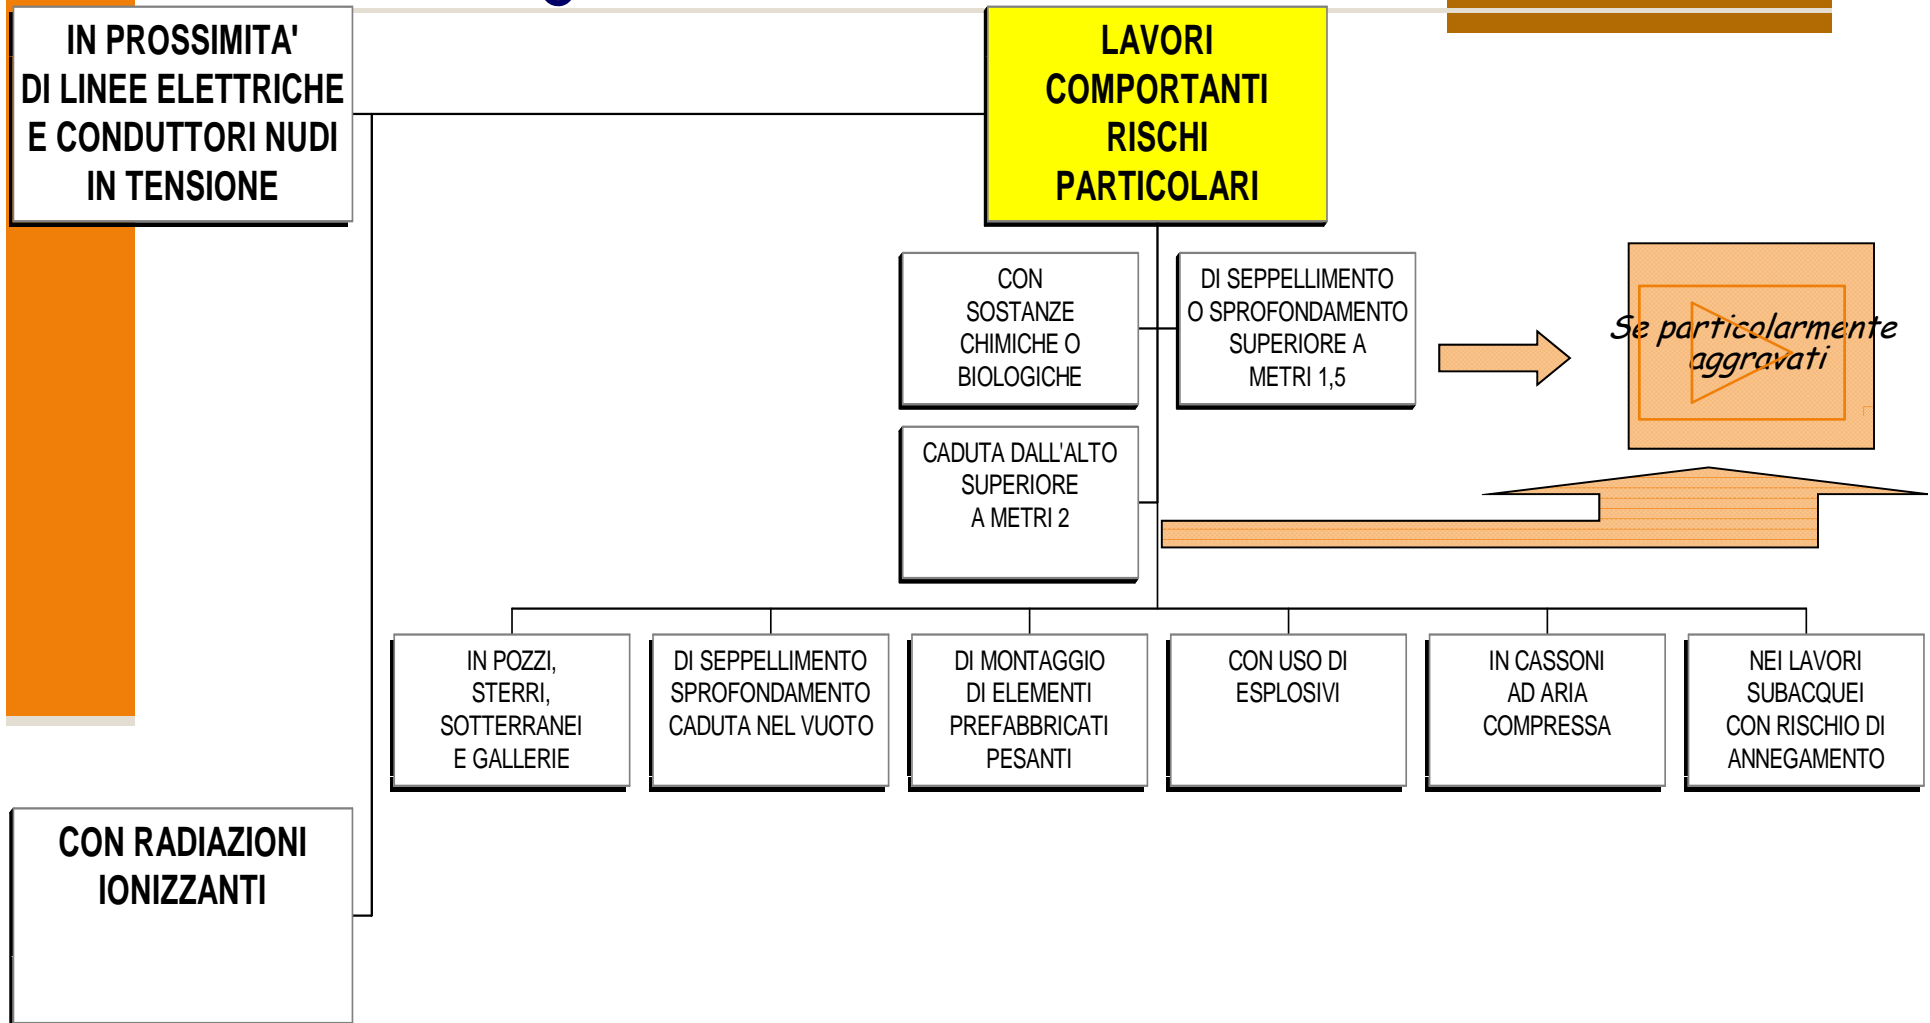 IN PROSSIMITA'
DI LINEE ELETTRICHE
E CONDUTTORI NUDI
IN TENSIONE
LAVORI
COMPORTANTI
RISCHI
PARTICOLARI
CON
SOSTANZE
CHIMICHE O
BIOLOGICHE
DI SEPPELLIMENTO
O SPROFONDAMENTO
SUPERIORE A
METRI 1,5
Se particolarmente
aggravati
CADUTA DALL'ALTO
SUPERIORE
A METRI 2
IN POZZI,
STERRI,
SOTTERRANEI
E GALLERIE
DI SEPPELLIMENTO
SPROFONDAMENTO
CADUTA NEL VUOTO
DI MONTAGGIO
DI ELEMENTI
PREFABBRICATI
PESANTI
CON USO DI
ESPLOSIVI
IN CASSONI
AD ARIA
COMPRESSA
NEI LAVORI
SUBACQUEI
CON RISCHIO DI
ANNEGAMENTO
CON RADIAZIONI
IONIZZANTI